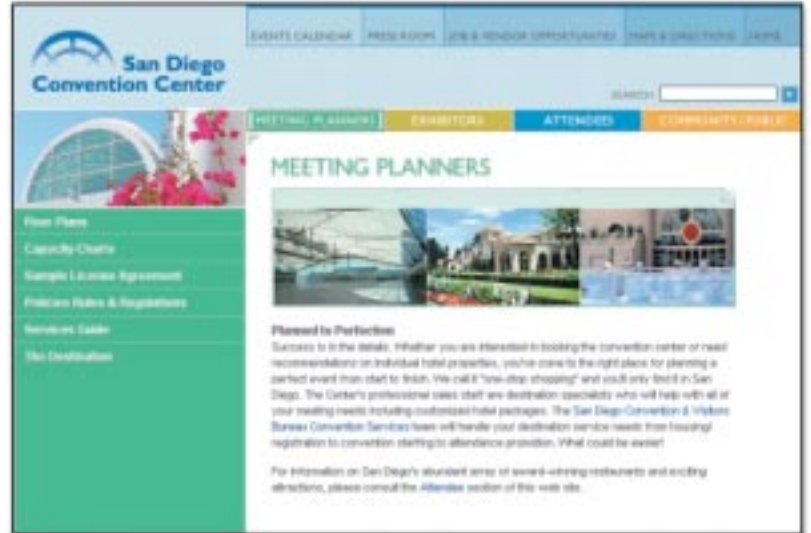 EVENTS CALENDAR PRESS ROOM JOB & VENDOR OPPORTUNITIES MAPS & DIRECTIONS HOME
San Diego
Convention Center
SEARCH
MEETING PLANNERS EXHIBITORS ATTENDEES COMMUNITY / PUBLIC
MEETING PLANNERS
Floor Plans
Capacity Charts
Sample License Agreement
Policies Rules & Regulations
Services Guide
The Destination
Planned to Perfection
Success is in the details. Whether you are interested in booking the convention center or need
recommendations on individual hotel properties, you've come to the right place for planning a
perfect event from start to finish. We call it "one-stop shopping" and you'll only find it in San
Diego. The Center's professional sales staff are destination specialists who will help with all of
your meeting needs including customized hotel packages. The San Diego Convention & Visitors
Bureau Convention Services team will handle your destination service needs from housing/
registration to convention starting to attendance promotion. What could be easier!
For information on San Diego's abundant array of award-winning restaurants and exciting
attractions, please consult the Attendee section of this web site.